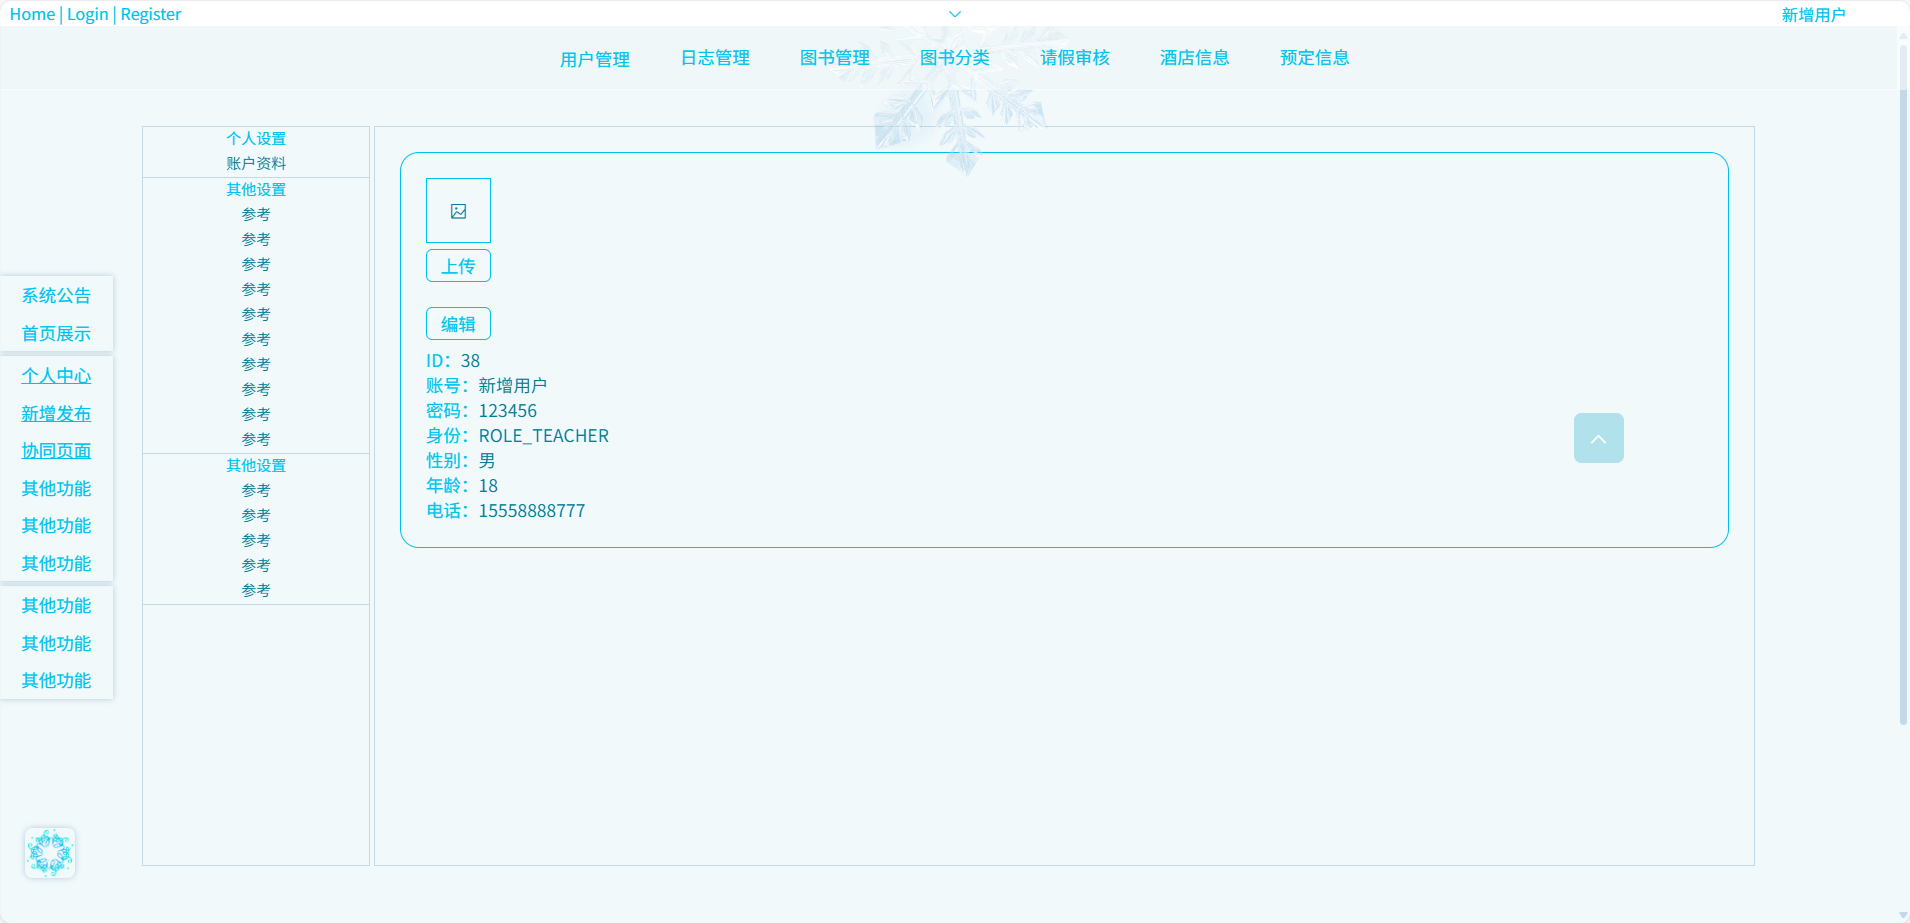 Home | Login | Register
新增用户
用户管理 日志管理 图书管理 图书分类 请假审核 酒店信息 预定信息
系统公告
首页展示
个人中心
新增发布
协同页面
其他功能
其他功能
其他功能
其他功能
其他功能
其他功能
个人设置
账户资料
其他设置
参考
参考
参考
参考
参考
参考
参考
参考
参考
参考
其他设置
参考
参考
参考
参考
参考
上传
编辑
ID：38
账号：新增用户
密码：123456
身份：ROLE_TEACHER
性别：男
年龄：18
电话：15558888777